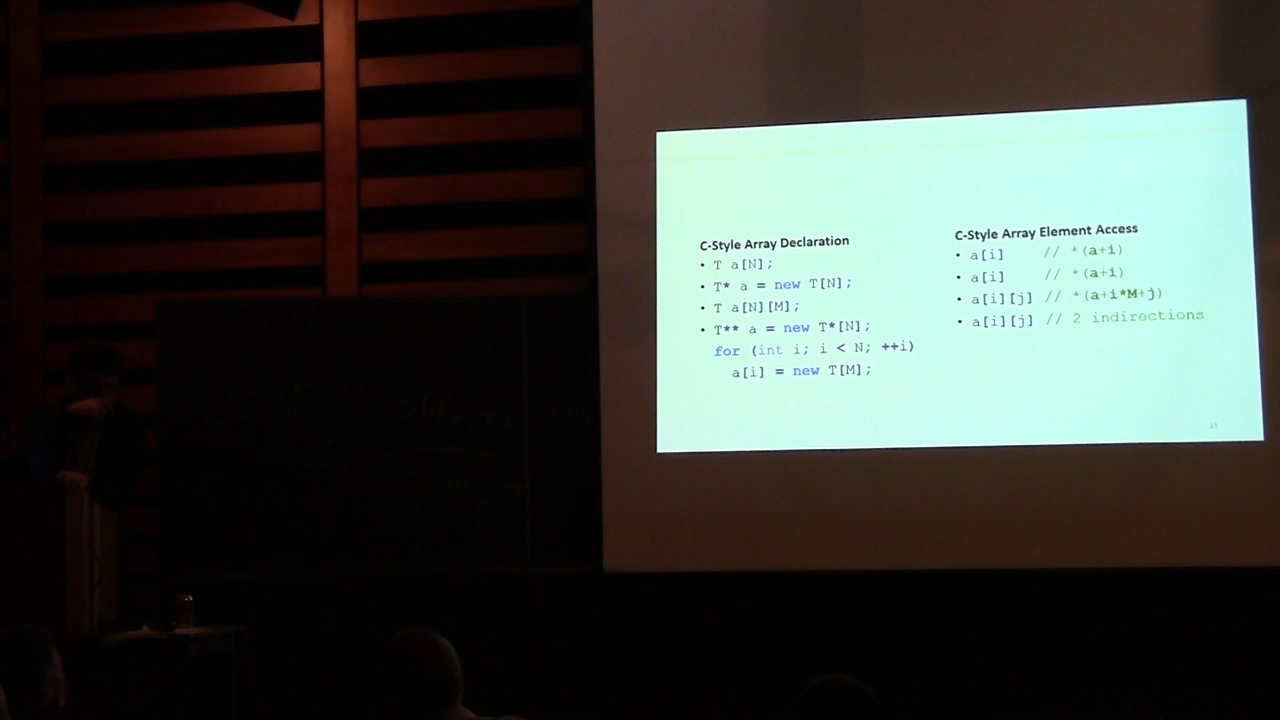 C-Style Array Declaration
• T a[N];
• T* a = new T[N];
• T a[N][M];
• T** a = new T*[N];
for (int i; i < N; ++i)
a[i] = new T[M];
C-Style Array Element Access
• a[i] // *(a+i)
• a[i] // *(a+i)
• a[i][j] // *(a+i*M+j)
• a[i][j] // 2 indirections